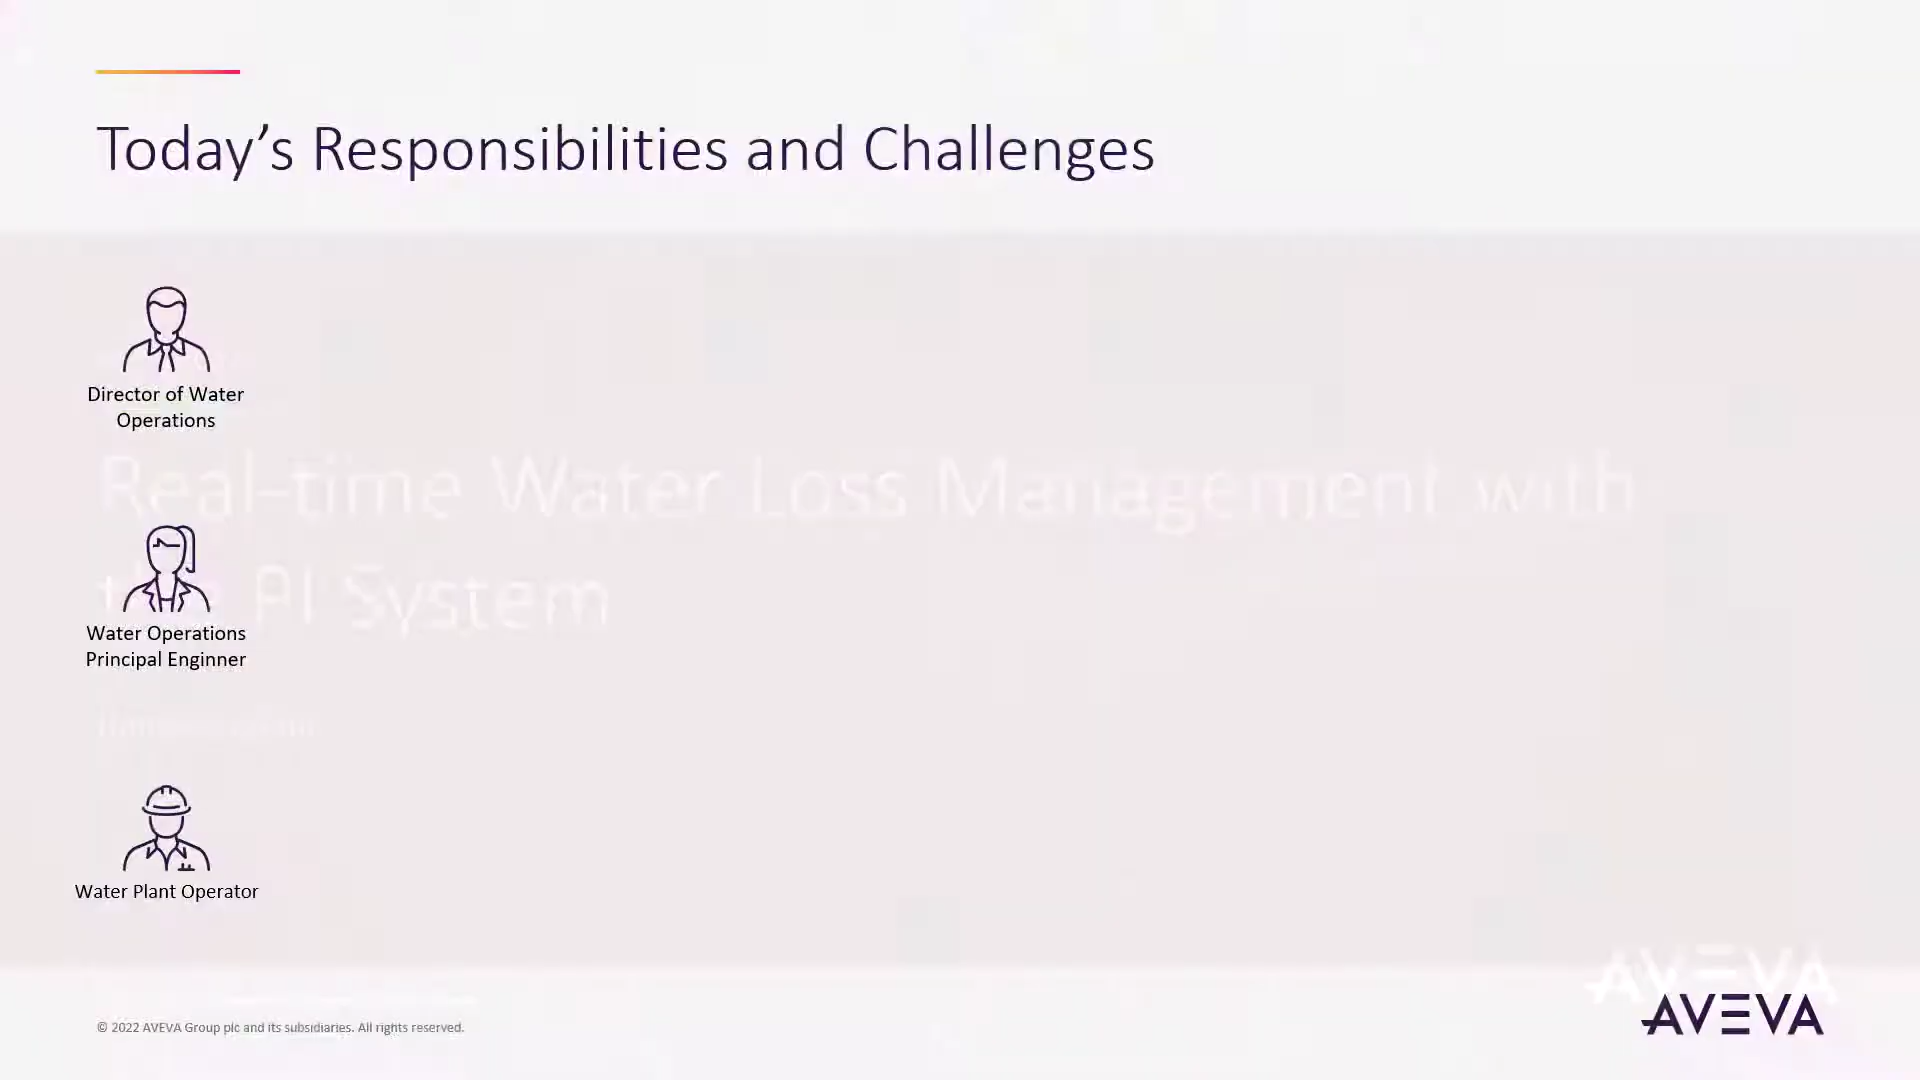 Today's Responsibilities and Challenges
Director of Water
Operations
Real-time Water Loss Management with
PI System
Water Operations
Principal Enginner
Water Plant Operator
AVEVA
© 2022 AVEVA Group plc and its subsidiaries. All rights reserved.
AVEVA